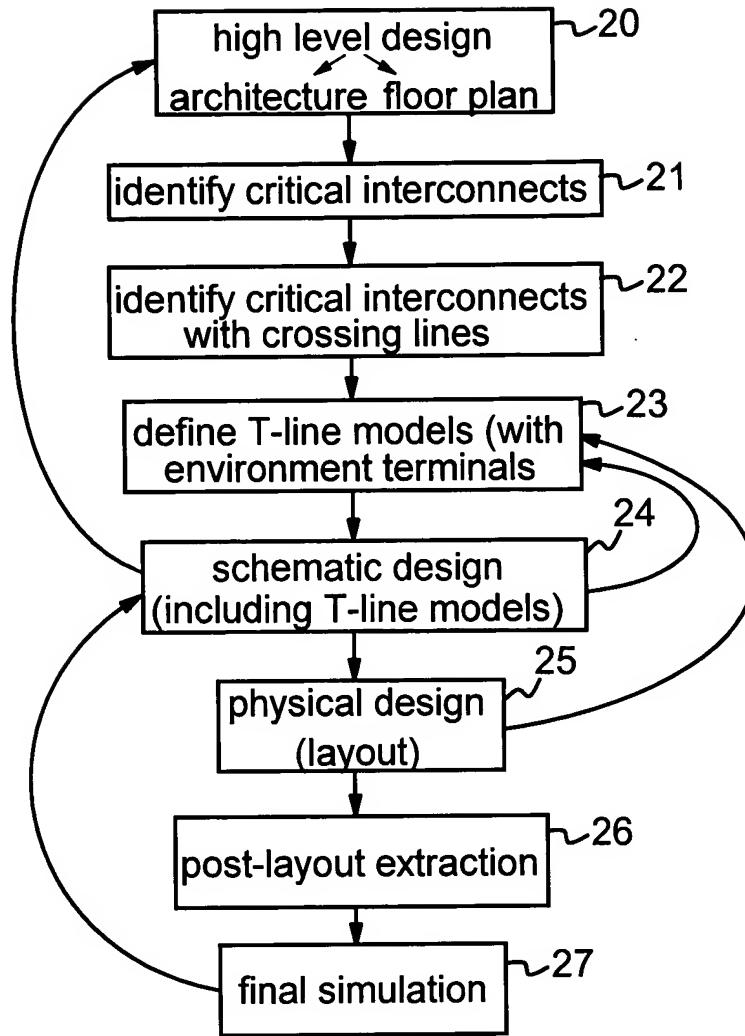 20
high level design
architecture floor plan
21
identify critical interconnects
22
identify critical interconnects
with crossing lines
23
define T-line models (with
environment terminals
24
schematic design
(including T-line models)
25
physical design
(layout)
26
post-layout extraction
27
final simulation